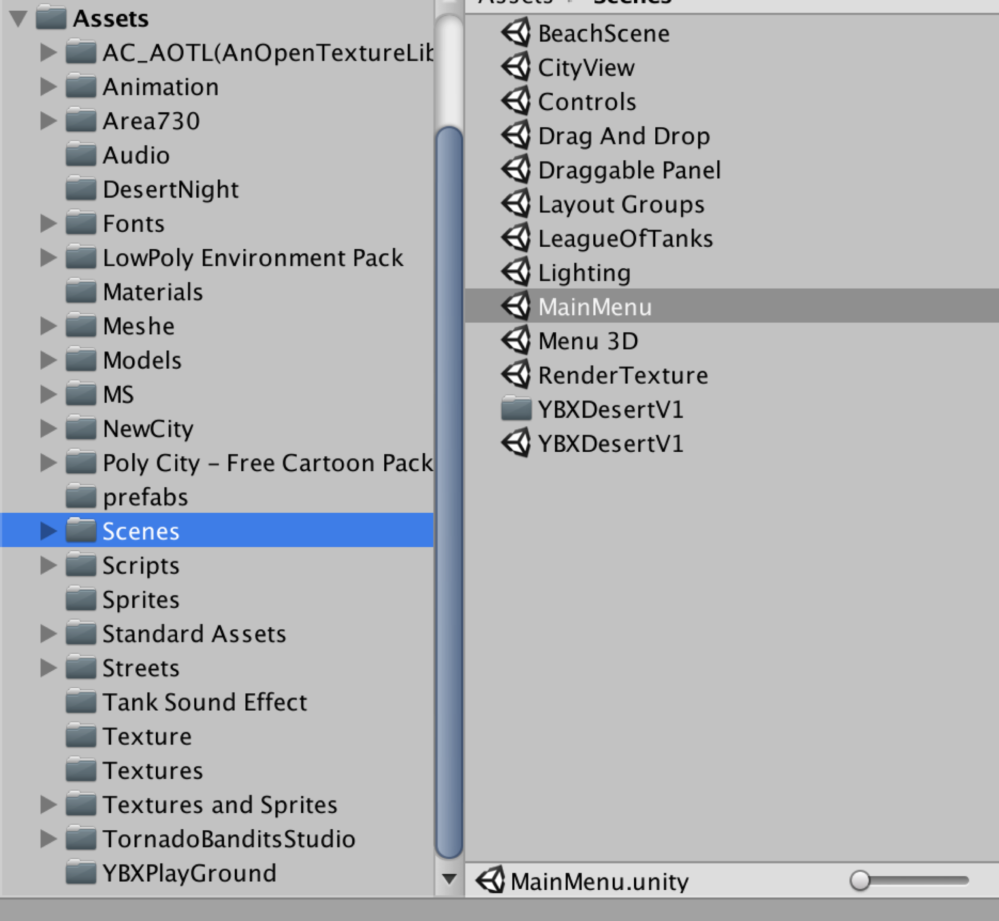 Assets
AC_AOTL(AnOpenTextureLib
Animation
Area730
Audio
DesertNight
Fonts
LowPoly Environment Pack
Materials
Meshe
Models
MS
NewCity
Poly City – Free Cartoon Pack
prefabs
Scenes
Scripts
Sprites
Standard Assets
Streets
Tank Sound Effect
Texture
Textures
Textures and Sprites
TornadoBanditsStudio
YBXPlayGround
Assets Scenes
BeachScene
CityView
Controls
Drag And Drop
Draggable Panel
Layout Groups
LeagueOfTanks
Lighting
MainMenu
Menu 3D
RenderTexture
YBXDesertV1
YBXDesertV1
MainMenu.unity